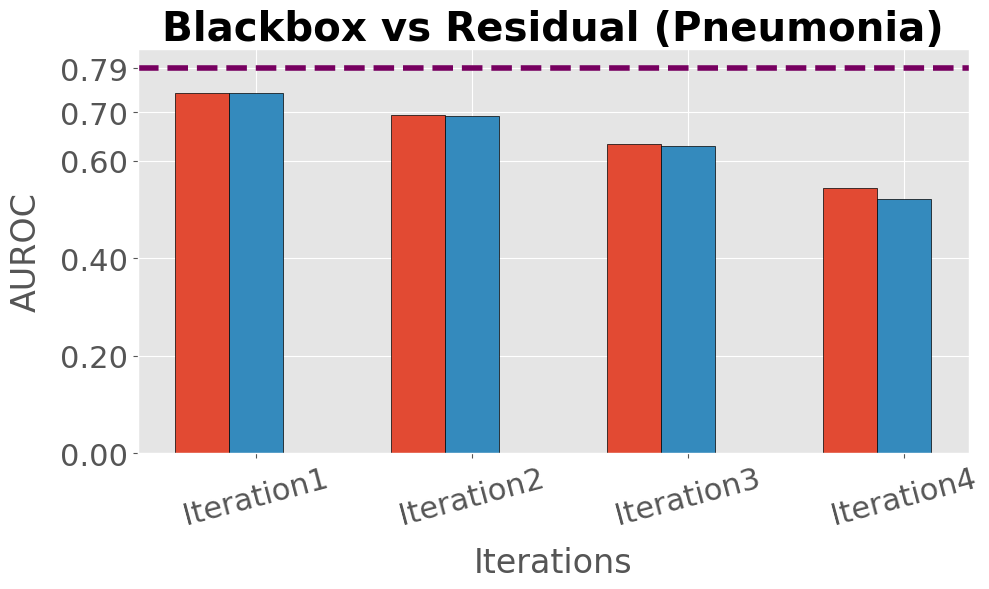 Blackbox vs Residual (Pneumonia)
0.79
0.70
0.60
0.40
0.20
0.00
AUROC
Iteration1
Iteration2
Iteration3
Iteration4
Iterations